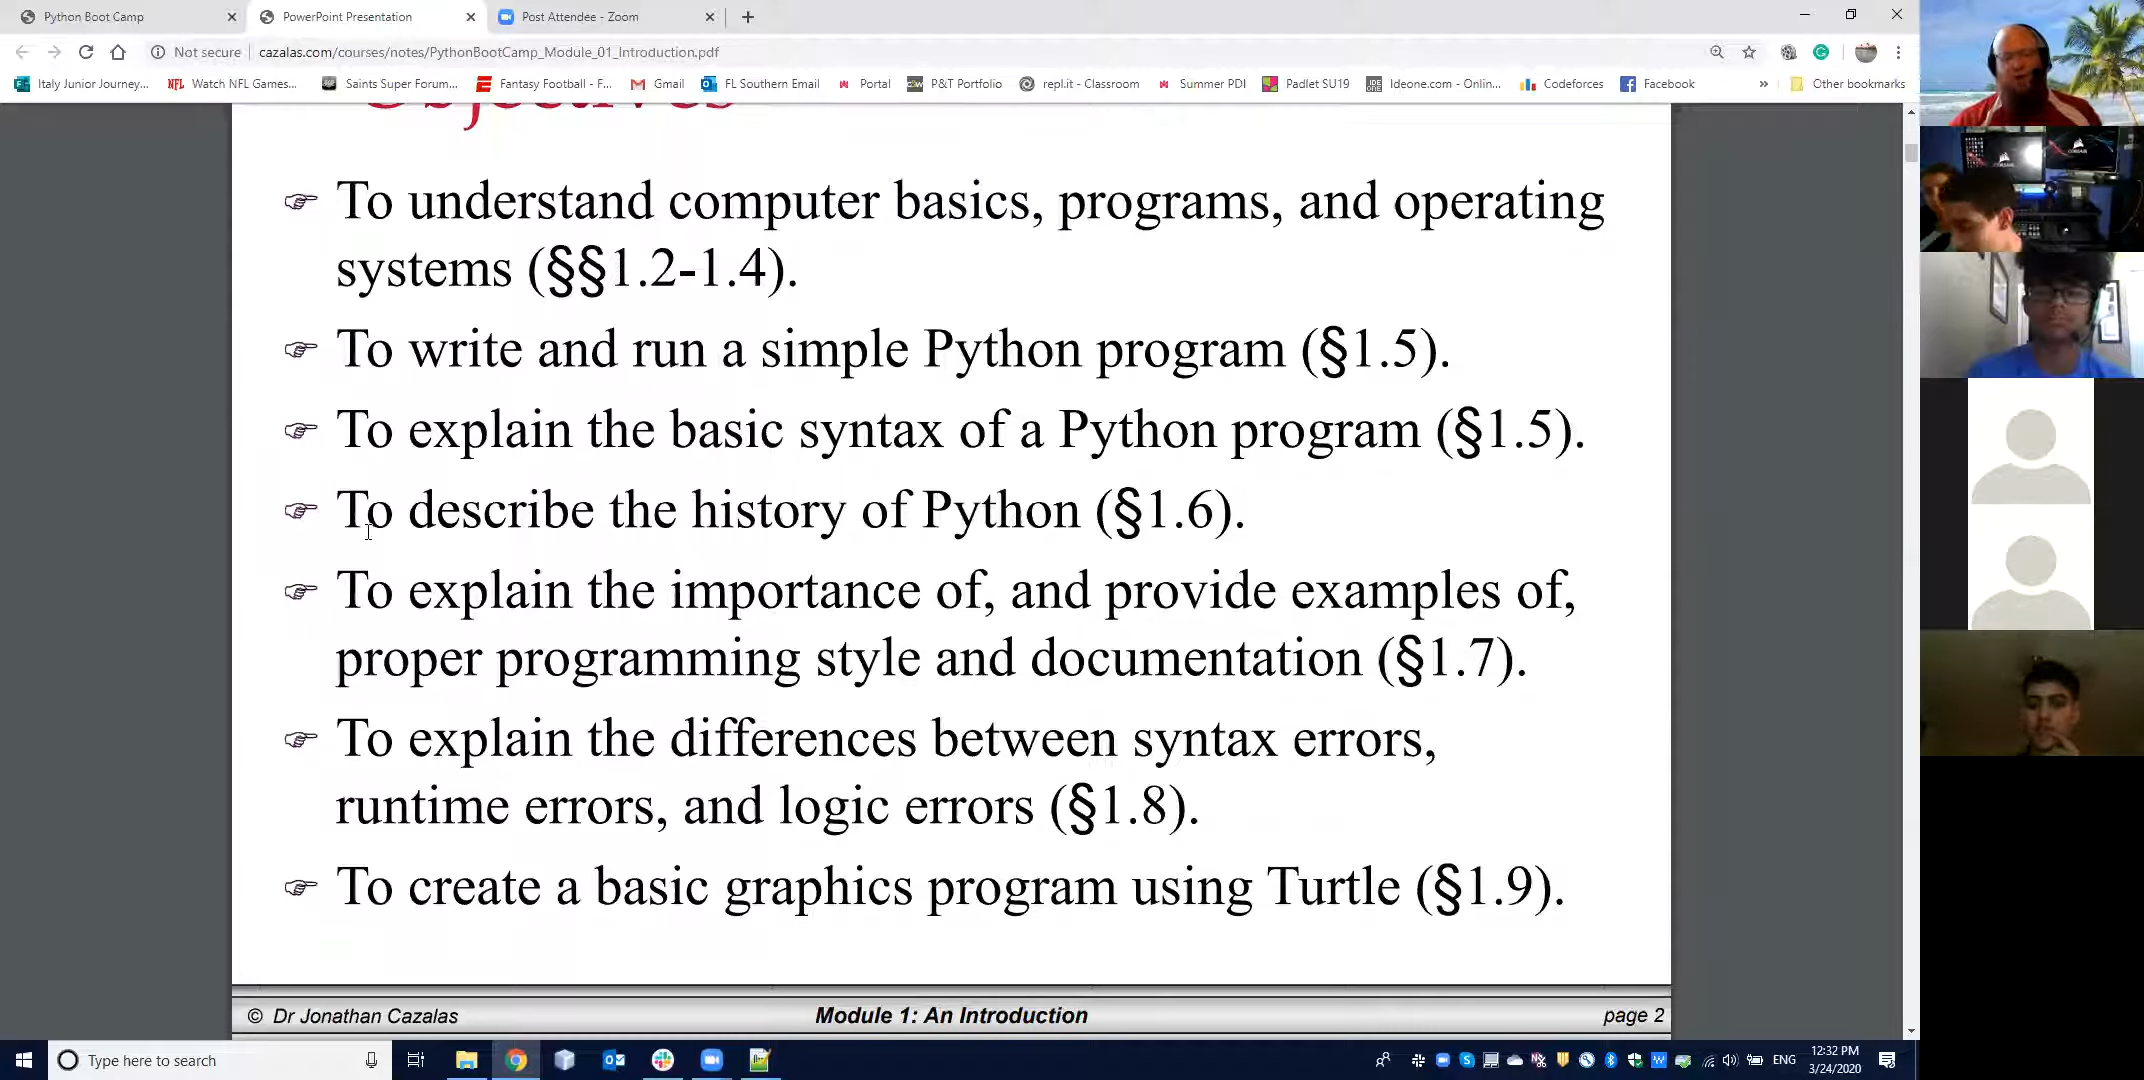 Python Boot Camp
PowerPoint Presentation
Post Attendee - Zoom
Not secure
cazalas.com/courses/notes/PythonBootCamp_Module_01_Introduction.pdf
Italy Junior Journey...
NFL
Watch NFL Games...
Saints Super Forum...
Fantasy Football - F...
Gmail
FL Southern Email
Portal
P&T Portfolio
repl.it - Classroom
Summer PDI
Padlet SU19
Ideone.com - Onlin...
Codeforces
Facebook
»
Other bookmarks
Objectives
To understand computer basics, programs, and operating
systems (§§1.2-1.4).
To write and run a simple Python program (§1.5).
To explain the basic syntax of a Python program (§1.5).
To describe the history of Python (§1.6).
To explain the importance of, and provide examples of,
proper programming style and documentation (§1.7).
To explain the differences between syntax errors,
runtime errors, and logic errors (§1.8).
To create a basic graphics program using Turtle (§1.9).
© Dr Jonathan Cazalas
Module 1: An Introduction
page 2
Type here to search
ENG
12:32 PM
3/24/2020